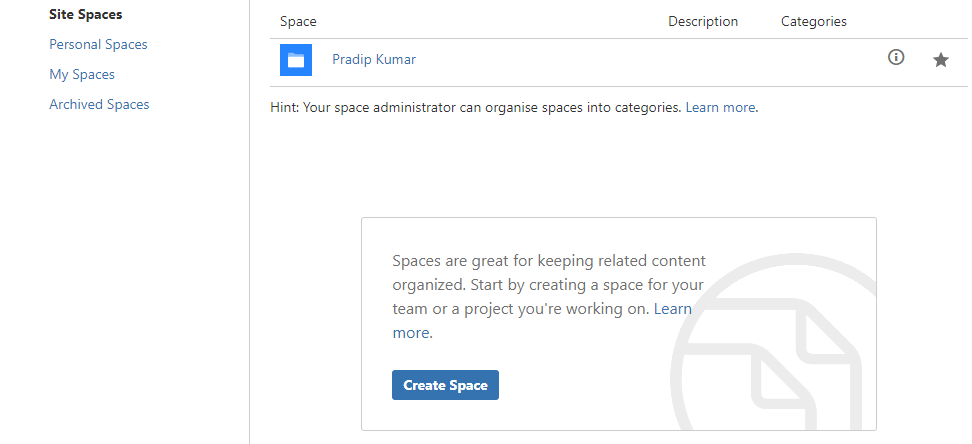 Site Spaces
Personal Spaces
My Spaces
Archived Spaces
Space Description Categories
Pradip Kumar
Hint: Your space administrator can organise spaces into categories. Learn more.
Spaces are great for keeping related content
organized. Start by creating a space for your
team or a project you're working on. Learn
more.
Create Space